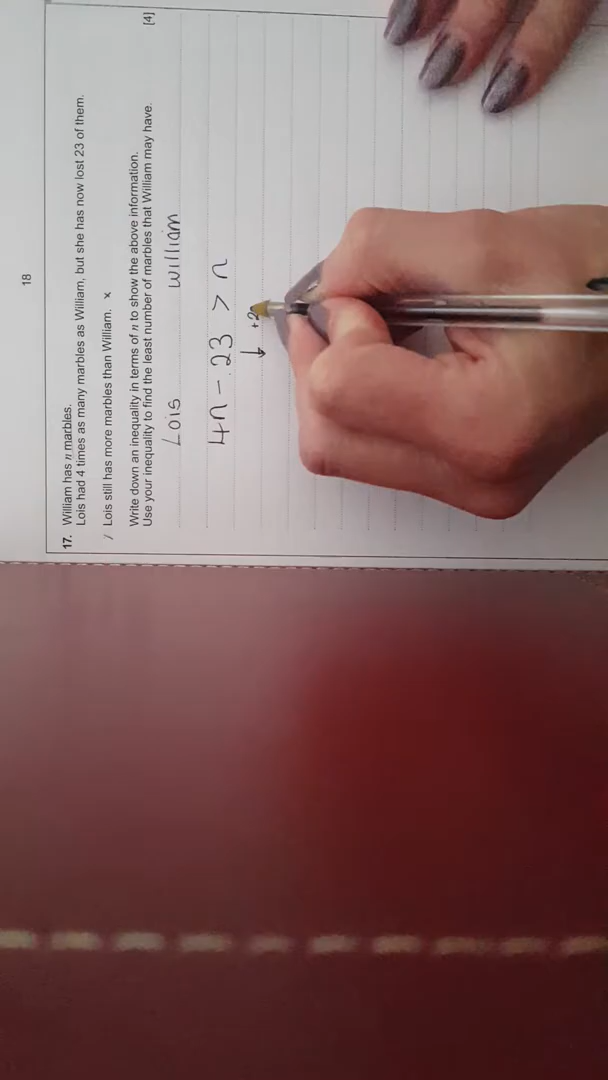 18
17. William has n marbles.
Lois had 4 times as many marbles as William, but she has now lost 23 of them.
Lois still has more marbles than William.
Write down an inequality in terms of n to show the above information.
Use your inequality to find the least number of marbles that William may have.
[4]
Lois William
4n - 23 > n
↓ +2